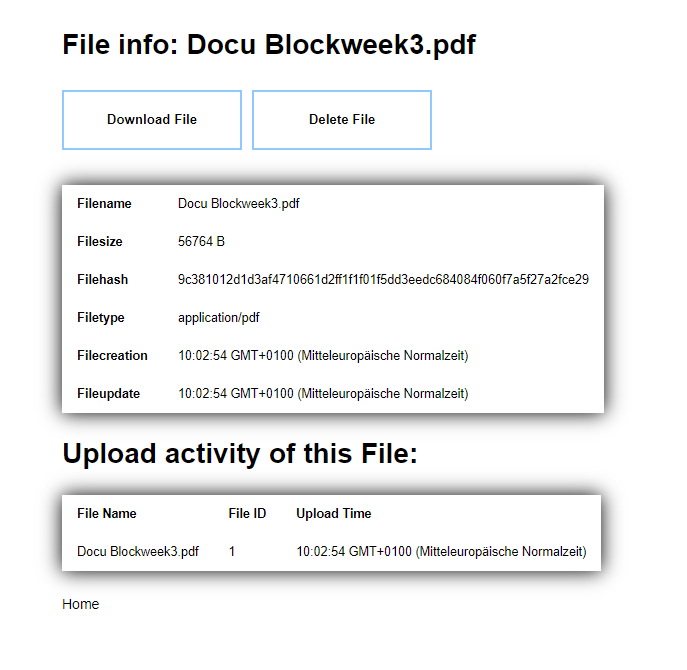 File info: Docu Blockweek3.pdf
Download File Delete File
Filename Docu Blockweek3.pdf
Filesize 56764 B
Filehash 9c381012d1d3af4710661d2ff1f1f01f5dd3eedc684084f060f7a5f27a2fce29
Filetype application/pdf
Filecreation 10:02:54 GMT+0100 (Mitteleuropäische Normalzeit)
Fileupdate 10:02:54 GMT+0100 (Mitteleuropäische Normalzeit)
Upload activity of this File:
File Name File ID Upload Time
Docu Blockweek3.pdf 1 10:02:54 GMT+0100 (Mitteleuropäische Normalzeit)
Home